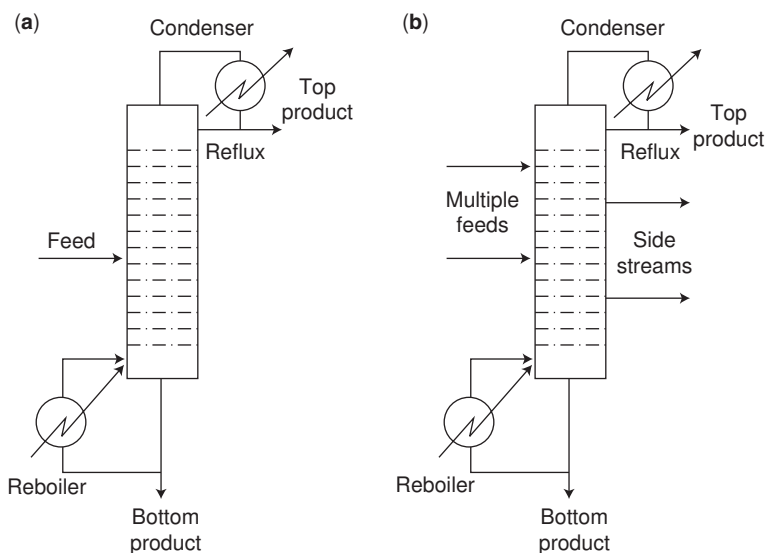 (a)
Condenser
Top
product
Reflux
Feed
Reboiler
Bottom
product
(b)
Condenser
Top
product
Reflux
Multiple
feeds
Side
streams
Reboiler
Bottom
product